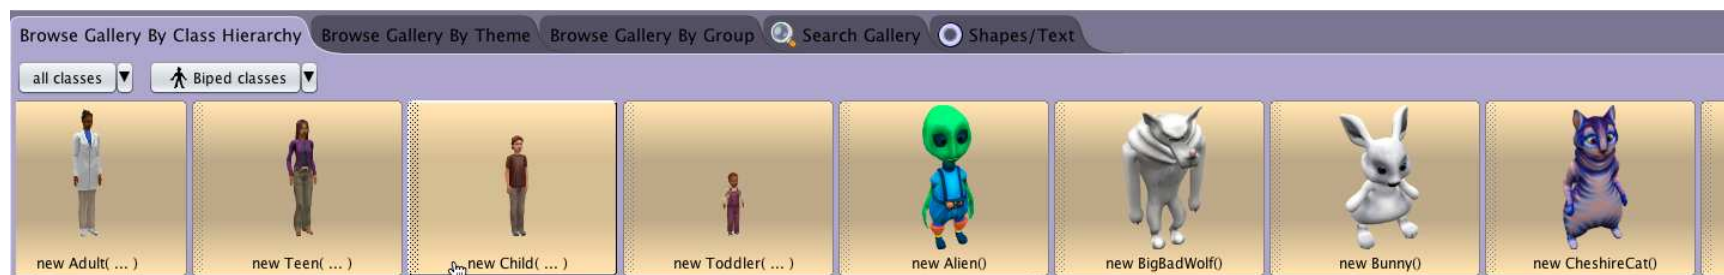 Browse Gallery By Class Hierarchy Browse Gallery By Theme Browse Gallery By Group Search Gallery Shapes/Text
all classes Biped classes
new Adult( ... ) new Teen( ... ) new Child( ... ) new Toddler( ... ) new Alien() new BigBadWolf() new Bunny() new CheshireCat()